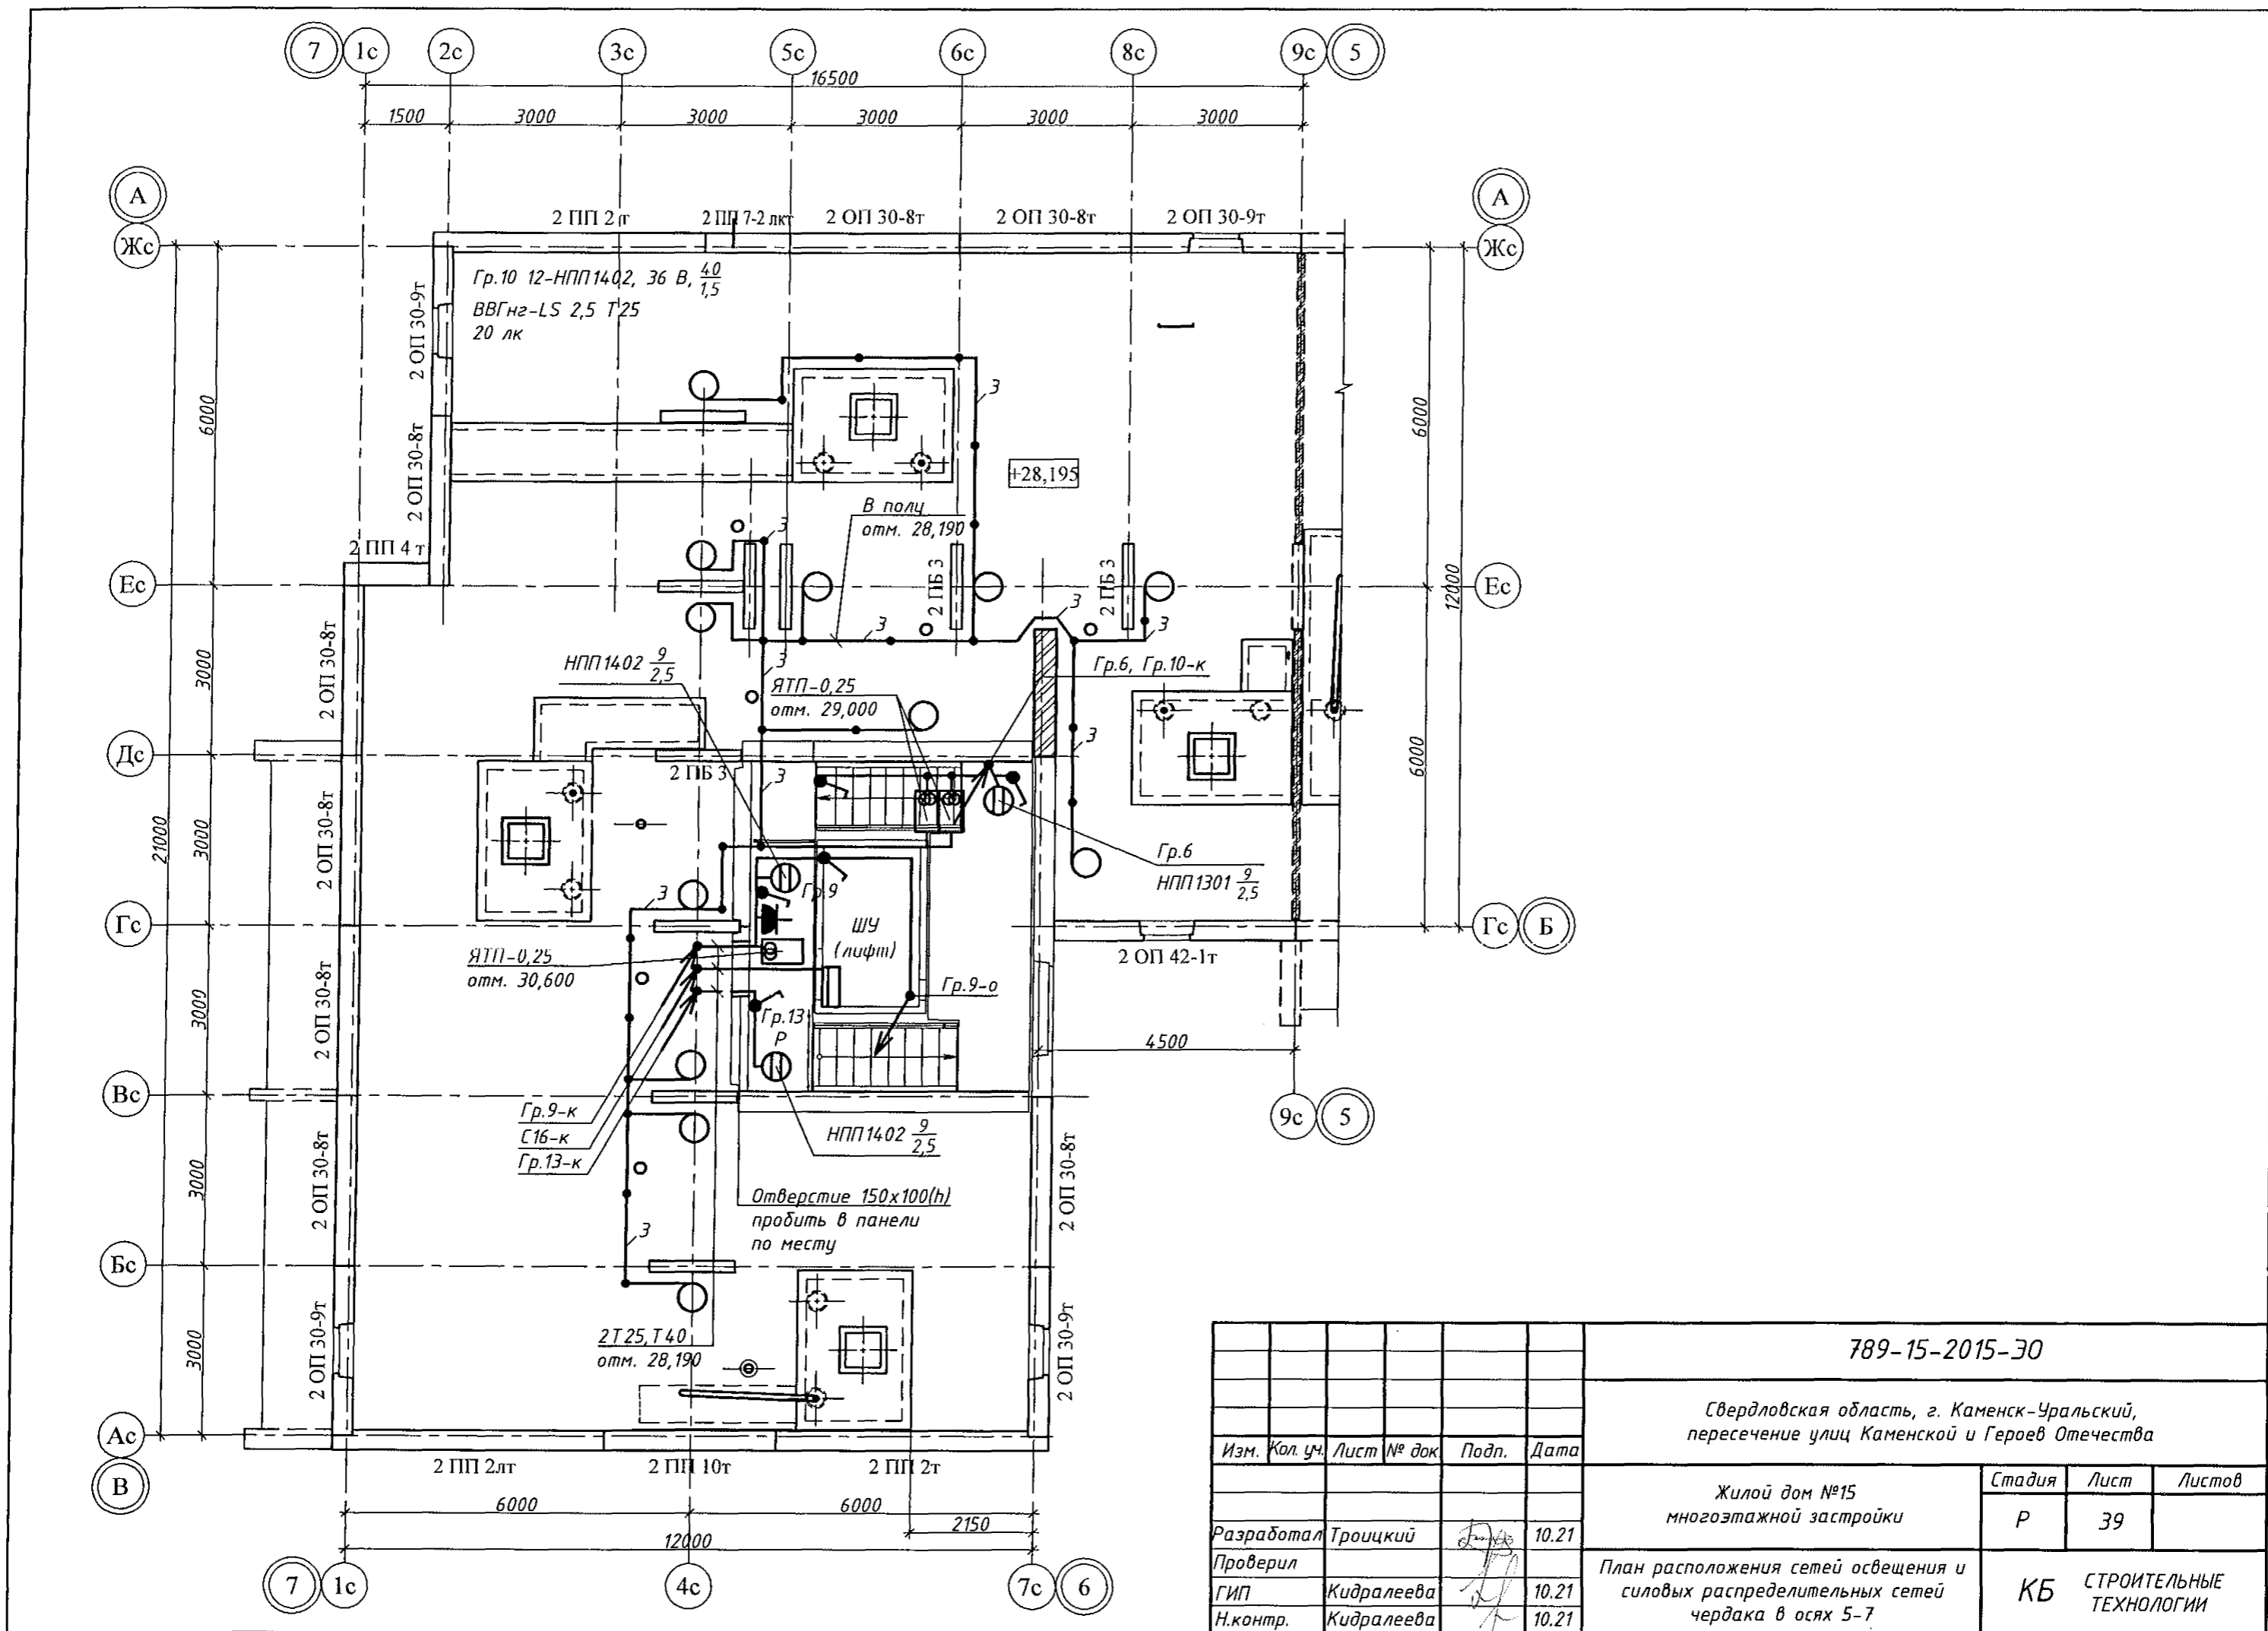 7 1с 2с 3с 5с 6с 8с 9с 5
16500
1500 3000 3000 3000 3000 3000
А А
Жс Жс
2 ПП 2 т 2 ПП 7-2 лкт 2 ОП 30-8т 2 ОП 30-8т 2 ОП 30-9т
Гр.10 12-НПП1402, 36 В, 40/1,5
ВВГнг-LS 2,5 Т25
20 лк
2 ОП 30-9т
2 ОП 30-8т
6000
6000
3
+28,195
В полу
отм. 28,190
3
2 ПП 4 т
Ес Ес
2 ПБ 3
2 ПБ 3
12000
3
3
3
3
2 ОП 30-8т
3000
НПП1402 9/2,5
ЯТП-0,25
отм. 29,000
Гр.6, Гр.10-к
3
6000
Дс
2 ПБ 3
3
21000
3000
2 ОП 30-8т
Гр.6
НПП1301 9/2,5
Гр.9
3
Гс Гс Б
ШУ
(лифт)
2 ОП 42-1т
ЯТП-0,25
отм. 30,600
Гр.9-о
3000
2 ОП 30-8т
Гр.13
Р
4500
Вс
9с 5
Гр.9-к
С16-к
Гр.13-к
НПП1402 9/2,5
3000
2 ОП 30-8т
2 ОП 30-8т
Отверстие 150х100(h)
пробить в панели
по месту
3
Бс
2Т25,Т40
отм. 28,190
3000
2 ОП 30-9т
2 ОП 30-9т
Ас
В
2 ПП 2лт 2 ПП 10т 2 ПП 2т
6000 6000
2150
12000
7 1с 4с 7с 6
789-15-2015-ЭО
Свердловская область, г. Каменск-Уральский,
пересечение улиц Каменской и Героев Отечества
Изм. Кол. уч. Лист № док Подп. Дата
Жилой дом №15
многоэтажной застройки
Стадия Лист Листов
Р 39
Разработал Троицкий 10.21
Проверил
ГИП Кидралеева 10.21
Н.контр. Кидралеева 10.21
План расположения сетей освещения и
силовых распределительных сетей
чердака в осях 5-7
КБ СТРОИТЕЛЬНЫЕ
ТЕХНОЛОГИИ